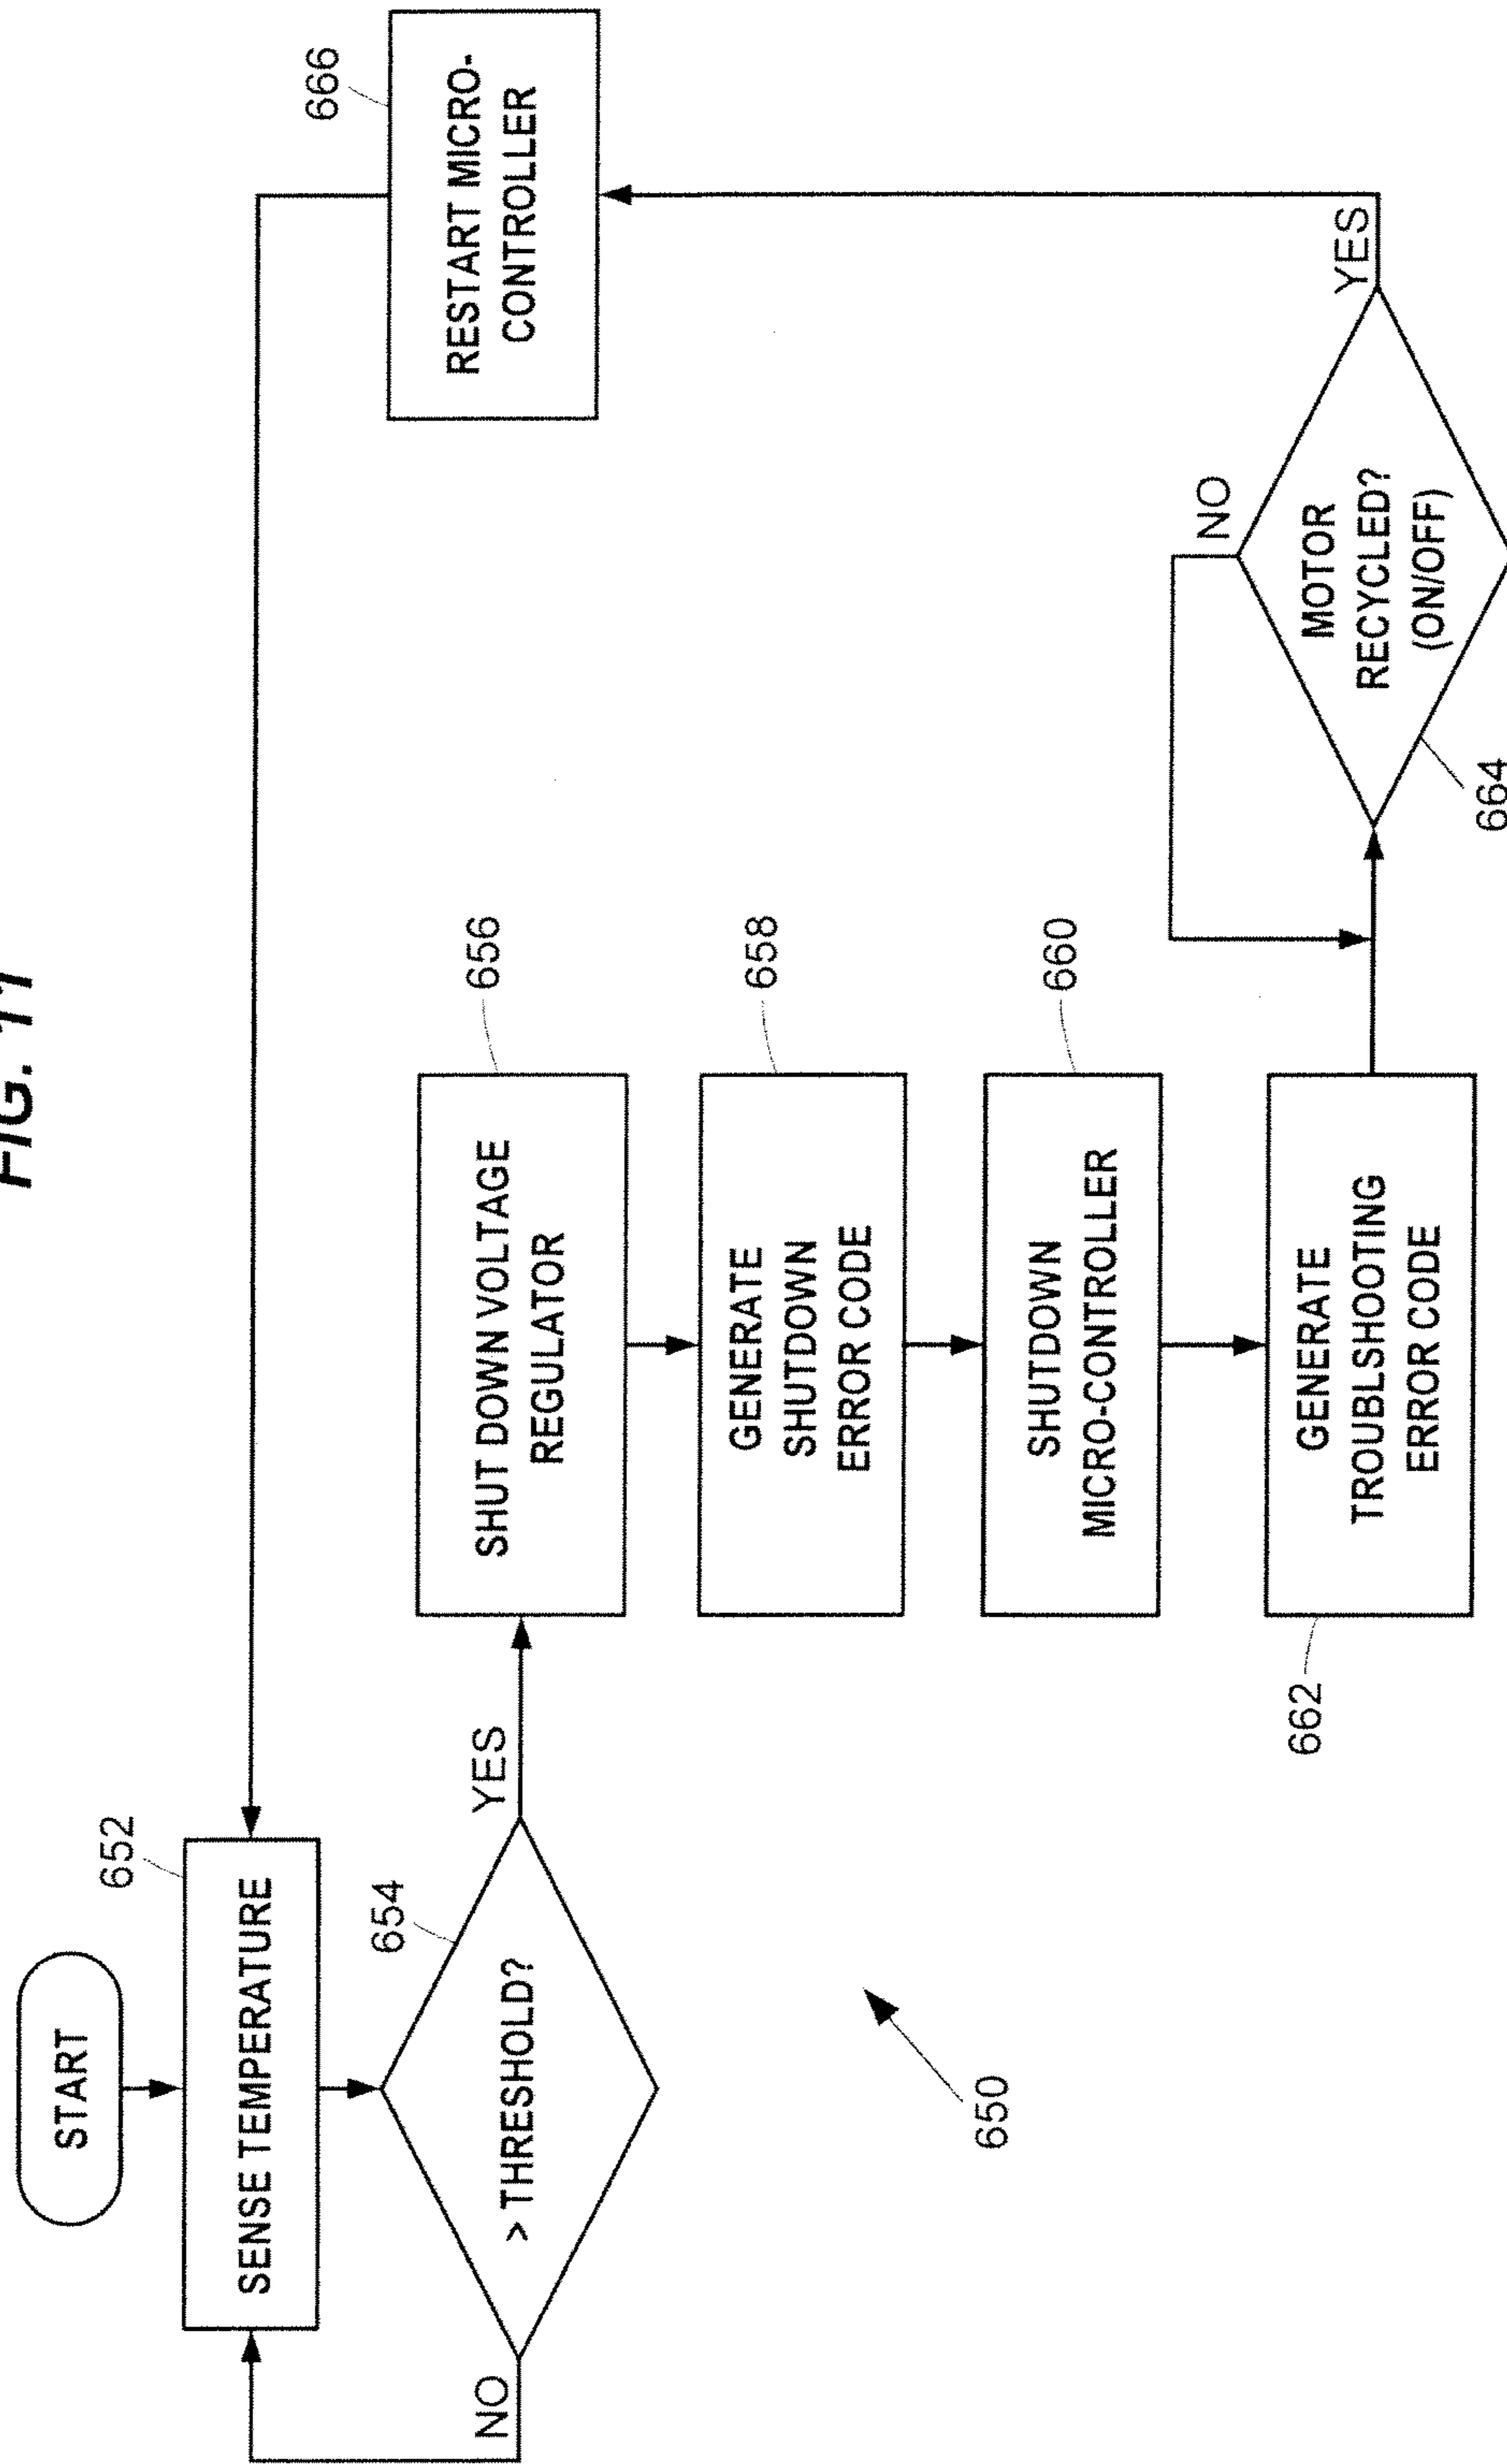 FIG. 11
START
652
SENSE TEMPERATURE
654
> THRESHOLD?
NO
YES
650
656
SHUT DOWN VOLTAGE
REGULATOR
658
GENERATE
SHUTDOWN
ERROR CODE
660
SHUTDOWN
MICRO-CONTROLLER
662
GENERATE
TROUBLSHOOTING
ERROR CODE
664
MOTOR
RECYCLED?
(ON/OFF)
NO
YES
666
RESTART MICRO-
CONTROLLER